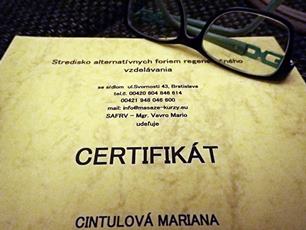 Stredisko alternatívnych foriem regeneračného
vzdelávania
so sídlom ul.Svornosti 43, Bratislava
tel.č. 00420 604 846 614
00421 948 046 600
mail: info@masaze-kurzy.eu
SAFRV - Mgr. Vavro Mario
udeľuje
CERTIFIKÁT
CINTULOVÁ MARIANA